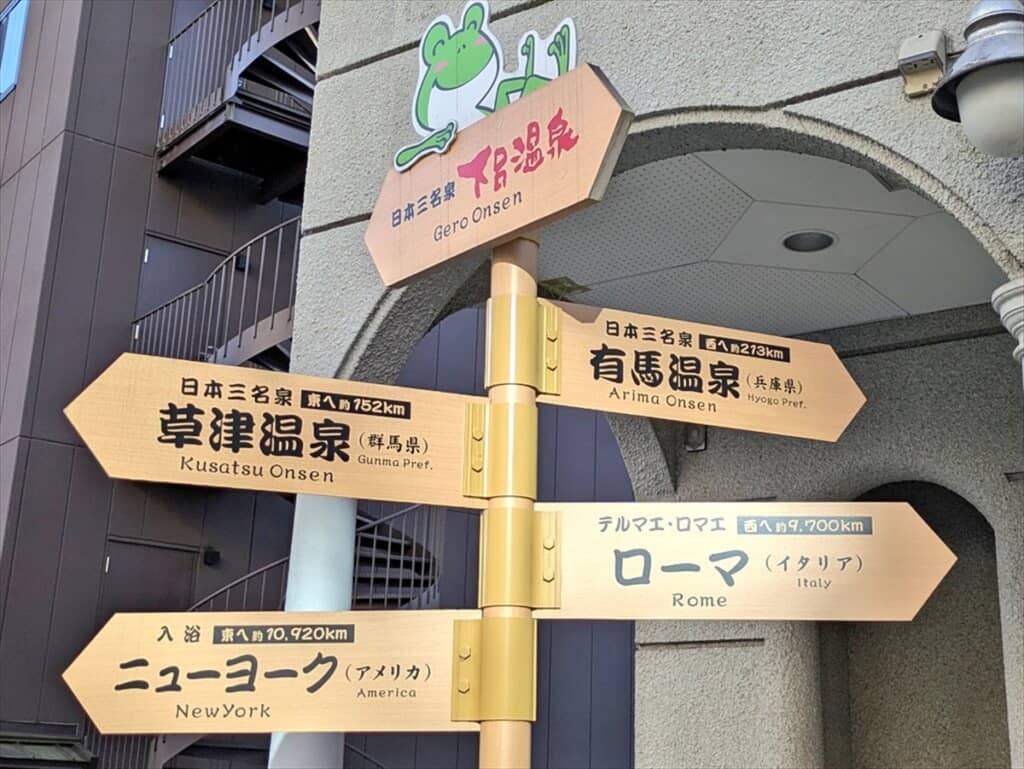 日本三名泉 下呂温泉
Gero Onsen
日本三名泉 西へ約213km
有馬温泉(兵庫県)
Arima Onsen Hyogo Pref.
日本三名泉 東へ約152km
草津温泉(群馬県)
Kusatsu Onsen Gunma Pref.
テルマエ・ロマエ 西へ約9,700km
ローマ(イタリア)
Rome Italy
入浴 東へ約10,920km
ニューヨーク(アメリカ)
NewYork America